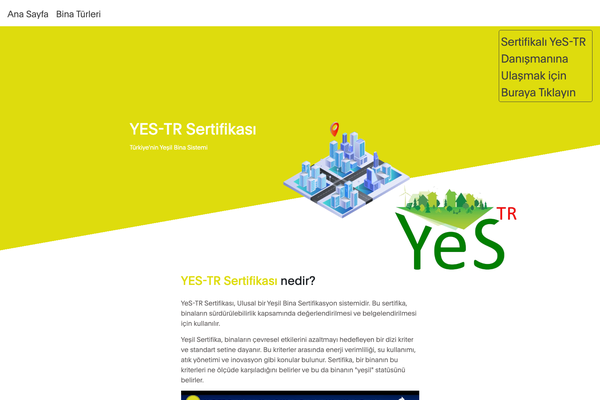 Ana Sayfa Bina Türleri
Sertifikalı YeS-TR
Danışmanına
Ulaşmak için
Buraya Tıklayın
YES-TR Sertifikası
Türkiye'nin Yeşil Bina Sistemi
YeS TR
YES-TR Sertifikası nedir?
YeS-TR Sertifikası, Ulusal bir Yeşil Bina Sertifikasyon sistemidir. Bu sertifika,
binaların sürdürülebilirlik kapsamında değerlendirilmesi ve belgelendirilmesi
için kullanılır.
Yeşil Sertifika, binaların çevresel etkilerini azaltmayı hedefleyen bir dizi kriter
ve standart setine dayanır. Bu kriterler arasında enerji verimliliği, su kullanımı,
atık yönetimi ve inovasyon gibi konular bulunur. Sertifika, bir binanın bu
kriterleri ne ölçüde karşıladığını belirler ve bu da binanın "yeşil" statüsünü
belirler.